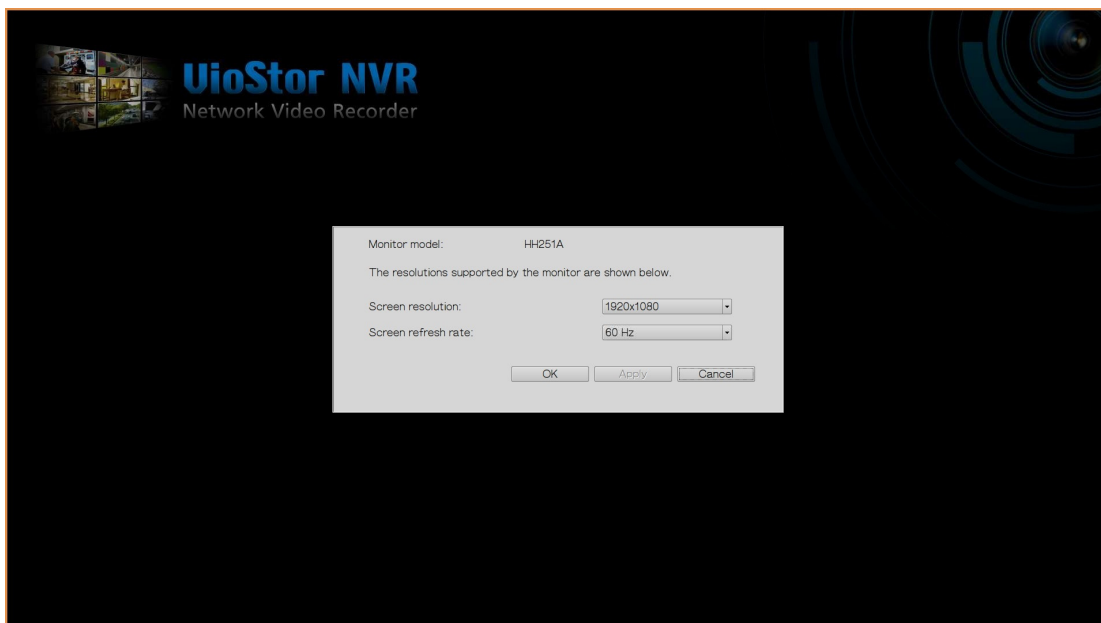 VioStor NVR
Network Video Recorder
Monitor model: HH251A
The resolutions supported by the monitor are shown below.
Screen resolution: 1920x1080
Screen refresh rate: 60 Hz
OK Apply Cancel